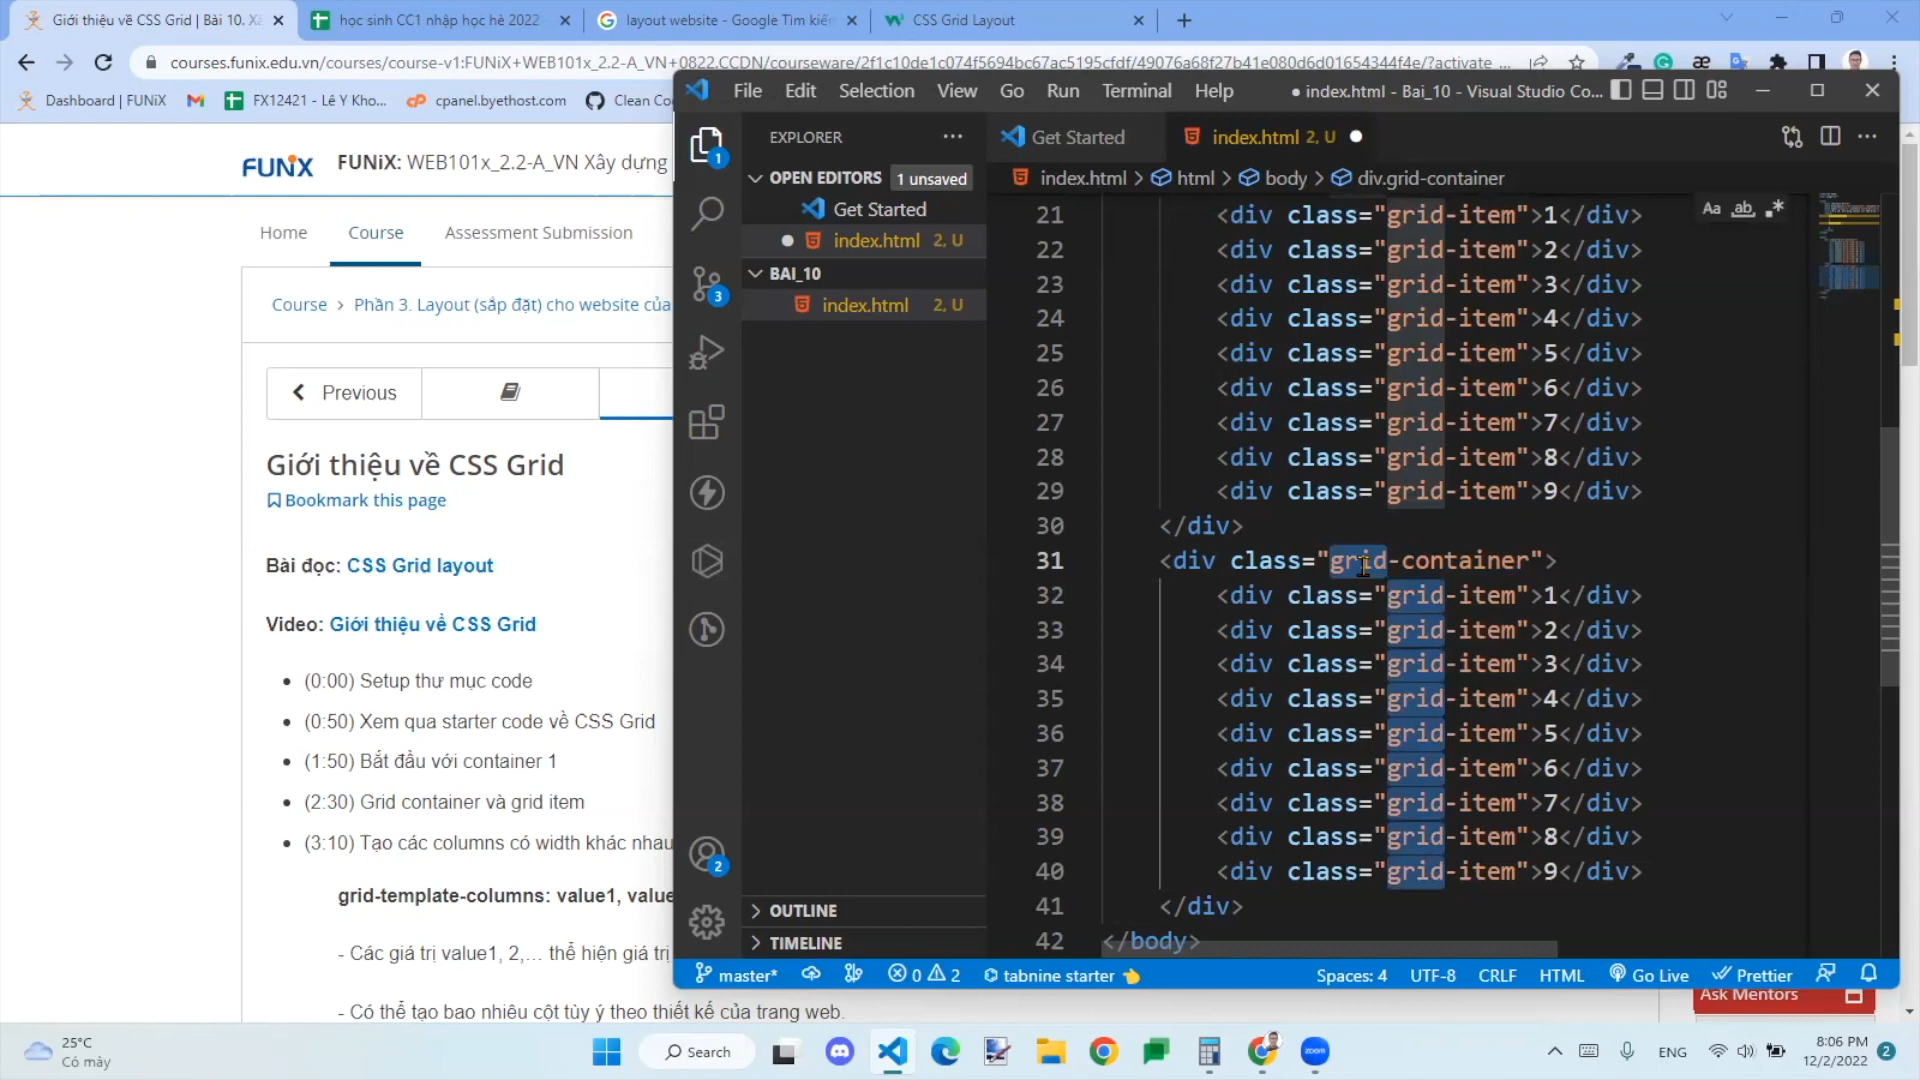 Giới thiệu về CSS Grid | Bài 10. Xâ
học sinh CC1 nhập học hè 2022 -
layout website - Google Tìm kiếm
CSS Grid Layout
courses.funix.edu.vn/courses/course-v1:FUNiX+WEB101x_2.2-A_VN+0822.CCDN/courseware/2f1c10de1c074f5694bc67ac5195cfdf/49076a68f27b41e080d6d01654344f4e/?activate_...
Dashboard | FUNiX
FX12421 - Lê Y Kho...
cpanel.byethost.com
Clean Co
File Edit Selection View Go Run Terminal Help
● index.html - Bai_10 - Visual Studio Co...
FUNiX
FUNiX: WEB101x_2.2-A_VN Xây dựng
Home
Course
Assessment Submission
Course > Phần 3. Layout (sắp đặt) cho website của
Previous
Giới thiệu về CSS Grid
Bookmark this page
Bài đọc: CSS Grid layout
Video: Giới thiệu về CSS Grid
• (0:00) Setup thư mục code
• (0:50) Xem qua starter code về CSS Grid
• (1:50) Bắt đầu với container 1
• (2:30) Grid container và grid item
• (3:10) Tạo các columns có width khác nhau
grid-template-columns: value1, value
- Các giá trị value1, 2,... thể hiện giá trị
- Có thể tạo bao nhiêu cột tùy ý theo thiết kế của trang web.
EXPLORER
OPEN EDITORS 1 unsaved
Get Started
index.html 2, U
BAI_10
index.html 2, U
OUTLINE
TIMELINE
1
3
2
Get Started
index.html 2, U
index.html > html > body > div.grid-container
Aa ab .*
21 <div class="grid-item">1</div>
22 <div class="grid-item">2</div>
23 <div class="grid-item">3</div>
24 <div class="grid-item">4</div>
25 <div class="grid-item">5</div>
26 <div class="grid-item">6</div>
27 <div class="grid-item">7</div>
28 <div class="grid-item">8</div>
29 <div class="grid-item">9</div>
30 </div>
31 <div class="grid-container">
32 <div class="grid-item">1</div>
33 <div class="grid-item">2</div>
34 <div class="grid-item">3</div>
35 <div class="grid-item">4</div>
36 <div class="grid-item">5</div>
37 <div class="grid-item">6</div>
38 <div class="grid-item">7</div>
39 <div class="grid-item">8</div>
40 <div class="grid-item">9</div>
41 </div>
42 </body>
master* 0 2 tabnine starter Spaces: 4 UTF-8 CRLF HTML Go Live Prettier
Ask Mentors
25°C
Có mây
Search
zoom
ENG
8:06 PM
12/2/2022
2